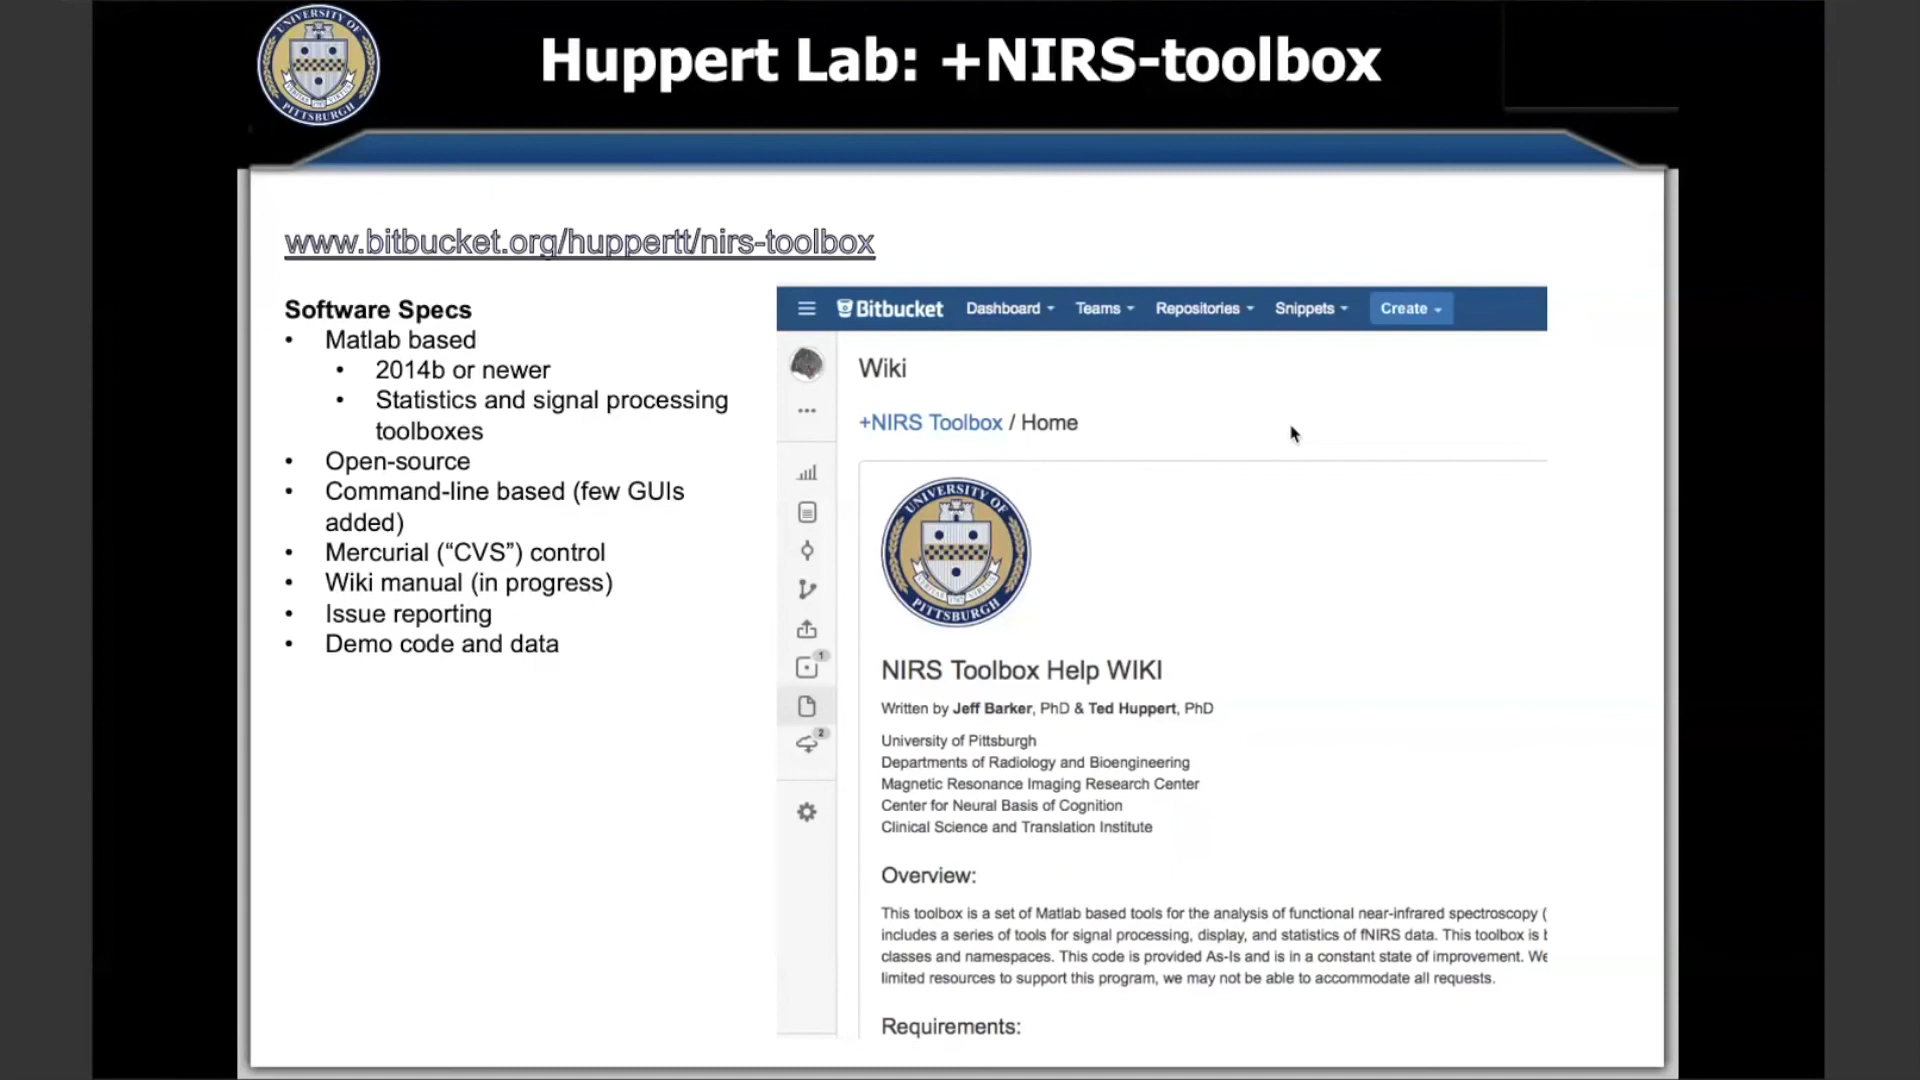 UNIVERSITY OF
PITTSBURGH
Huppert Lab: +NIRS-toolbox
www.bitbucket.org/huppertt/nirs-toolbox
Software Specs
• Matlab based
• 2014b or newer
• Statistics and signal processing
toolboxes
• Open-source
• Command-line based (few GUIs
added)
• Mercurial (“CVS”) control
• Wiki manual (in progress)
• Issue reporting
• Demo code and data
Bitbucket Dashboard Teams Repositories Snippets Create
Wiki
+NIRS Toolbox / Home
UNIVERSITY OF
PITTSBURGH
1
2
NIRS Toolbox Help WIKI
Written by Jeff Barker, PhD & Ted Huppert, PhD
University of Pittsburgh
Departments of Radiology and Bioengineering
Magnetic Resonance Imaging Research Center
Center for Neural Basis of Cognition
Clinical Science and Translation Institute
Overview:
This toolbox is a set of Matlab based tools for the analysis of functional near-infrared spectroscopy (
includes a series of tools for signal processing, display, and statistics of fNIRS data. This toolbox is
classes and namespaces. This code is provided As-Is and is in a constant state of improvement. We
limited resources to support this program, we may not be able to accommodate all requests.
Requirements: